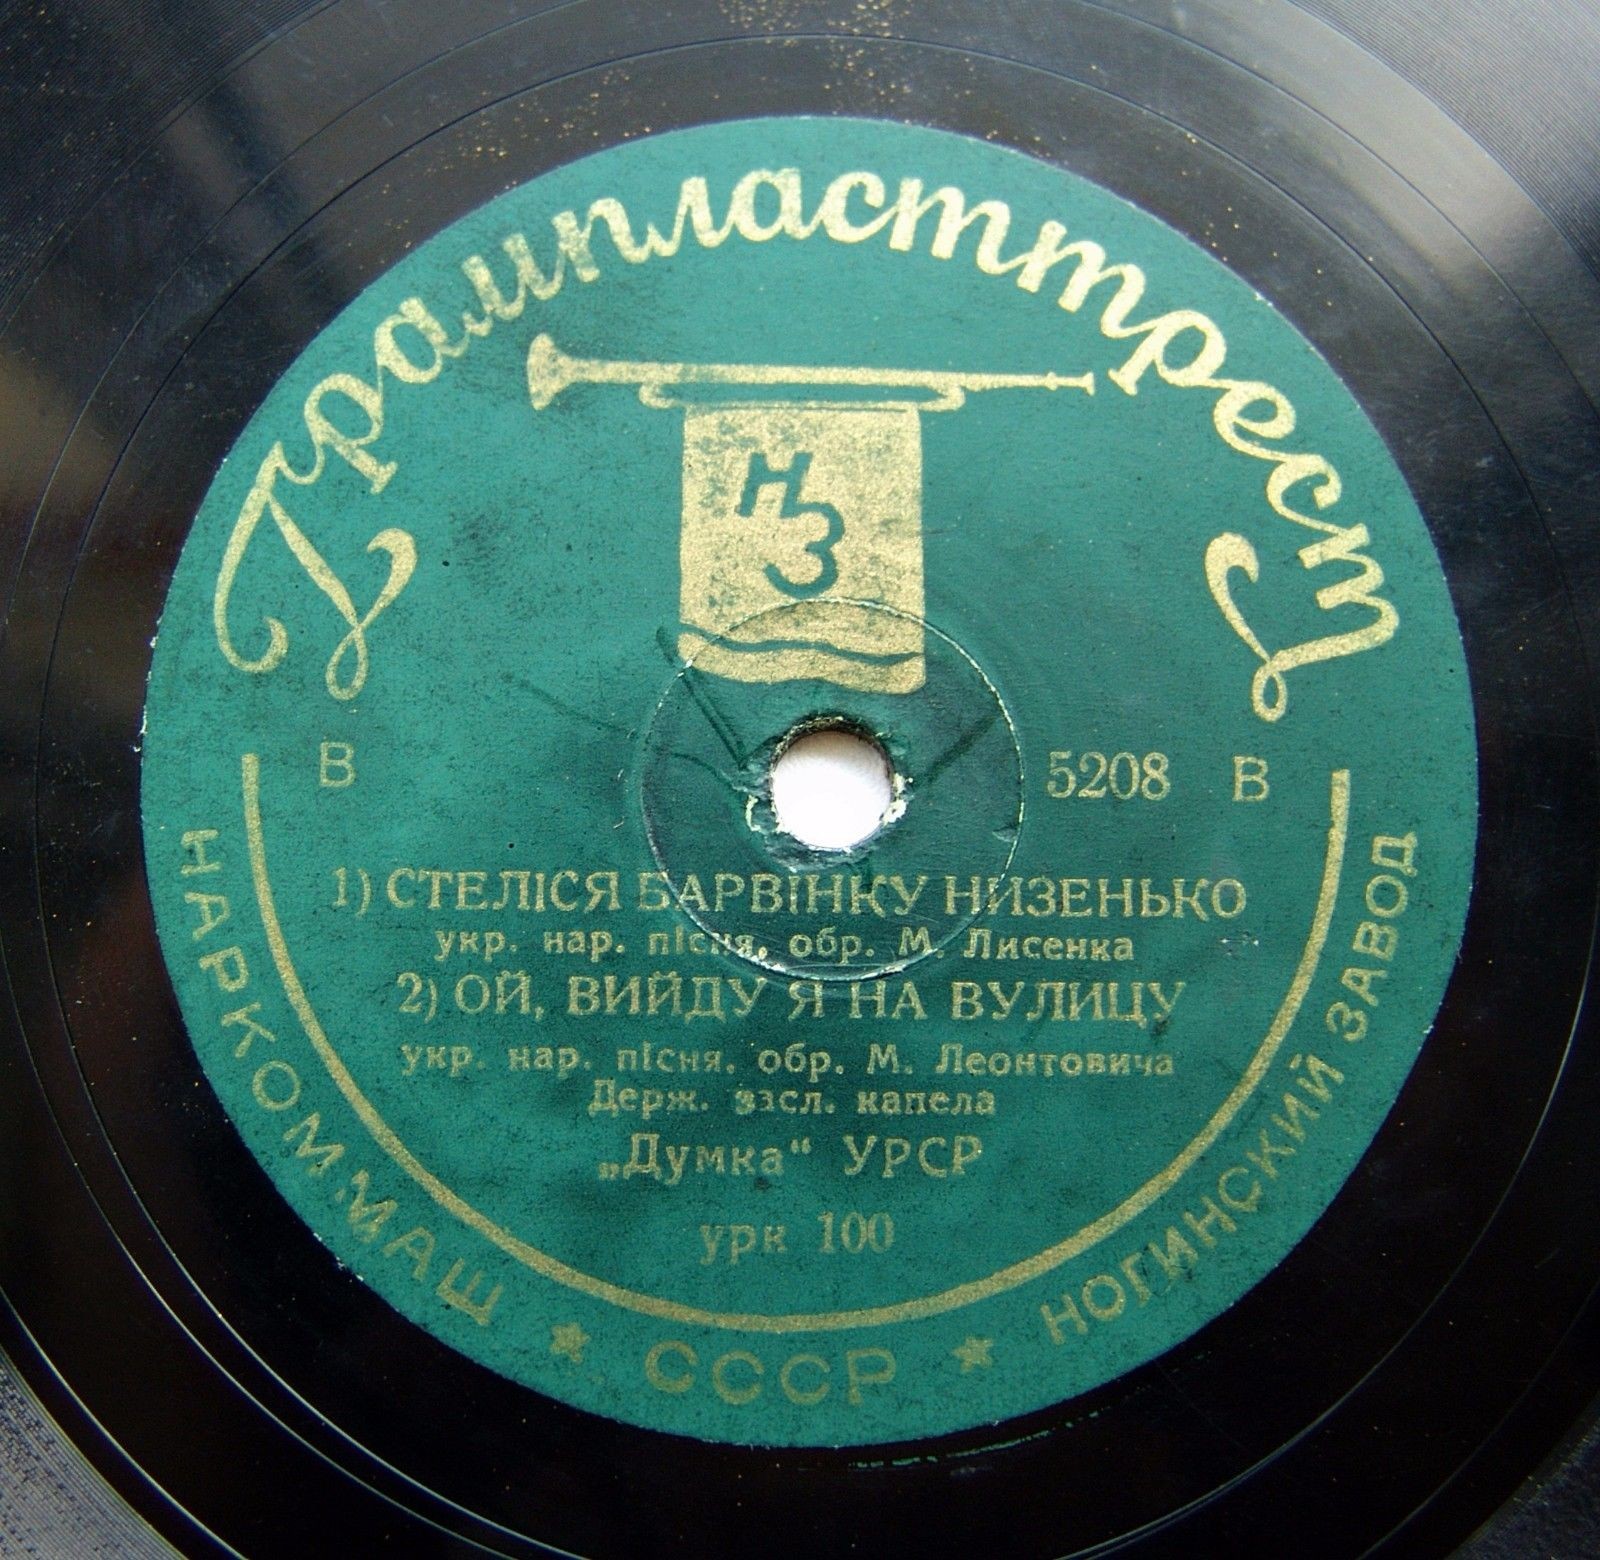 Грампласттрест
НЗ
В 5208 В
1) СТЕЛІСЯ БАРВІНКУ НИЗЕНЬКО
укр. нар. пісня, обр. М. Лисенка
2) ОЙ, ВИЙДУ Я НА ВУЛИЦУ
укр. нар. пісня, обр. М. Леонтовича
Держ. засл. капела
„Думка“ УРСР
урк 100
НАРКОММАШ ★ СССР ★ НОГИНСКИЙ ЗАВОД